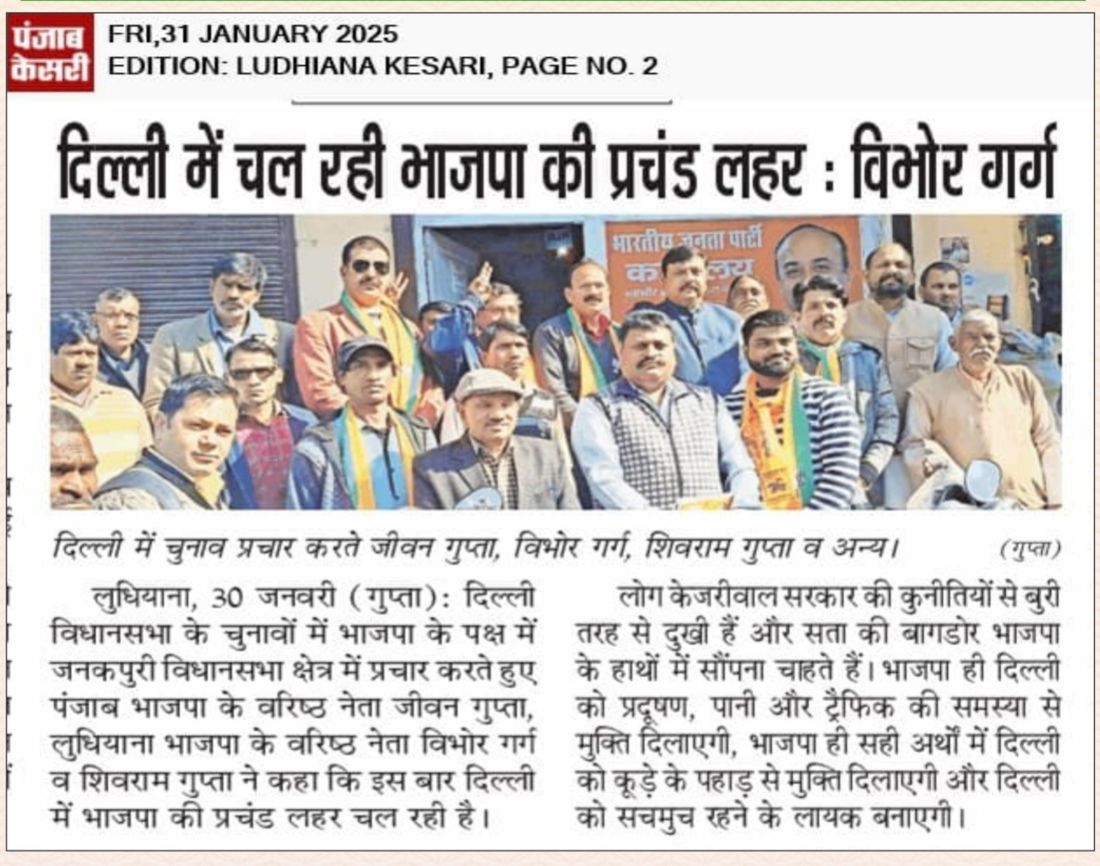 पंजाब
केसरी
FRI,31 JANUARY 2025
EDITION: LUDHIANA KESARI, PAGE NO. 2
दिल्ली में चल रही भाजपा की प्रचंड लहर : विभोर गर्ग
भारतीय जनता पार्टी
दिल्ली में चुनाव प्रचार करते जीवन गुप्ता, विभोर गर्ग, शिवराम गुप्ता व अन्य। (गुप्ता)
लुधियाना, 30 जनवरी (गुप्ता): दिल्ली
विधानसभा के चुनावों में भाजपा के पक्ष में
जनकपुरी विधानसभा क्षेत्र में प्रचार करते हुए
पंजाब भाजपा के वरिष्ठ नेता जीवन गुप्ता,
लुधियाना भाजपा के वरिष्ठ नेता विभोर गर्ग
व शिवराम गुप्ता ने कहा कि इस बार दिल्ली
में भाजपा की प्रचंड लहर चल रही है।
लोग केजरीवाल सरकार की कुनीतियों से बुरी
तरह से दुखी हैं और सता की बागडोर भाजपा
के हाथों में सौंपना चाहते हैं। भाजपा ही दिल्ली
को प्रदूषण, पानी और ट्रैफिक की समस्या से
मुक्ति दिलाएगी, भाजपा ही सही अर्थों में दिल्ली
को कूड़े के पहाड़ से मुक्ति दिलाएगी और दिल्ली
को सचमुच रहने के लायक बनाएगी।